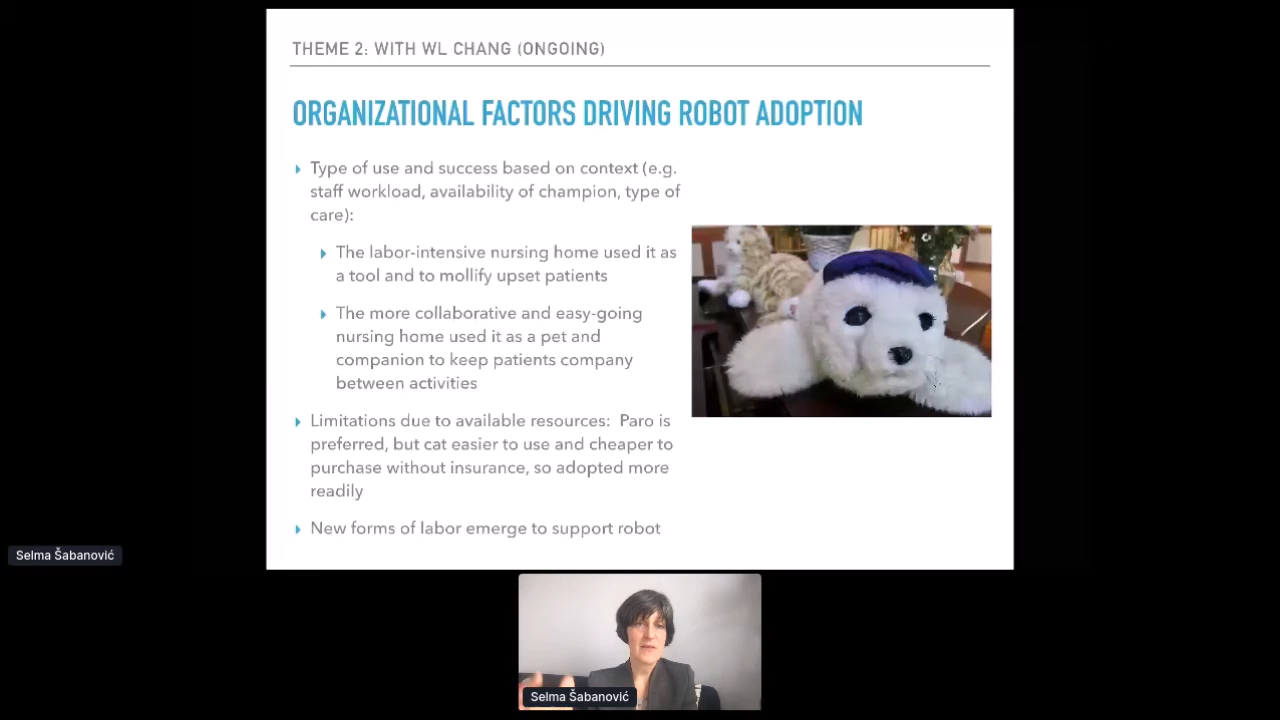 THEME 2: WITH WL CHANG (ONGOING)
ORGANIZATIONAL FACTORS DRIVING ROBOT ADOPTION
Type of use and success based on context (e.g.
staff workload, availability of champion, type of
care):
The labor-intensive nursing home used it as
a tool and to mollify upset patients
The more collaborative and easy-going
nursing home used it as a pet and
companion to keep patients company
between activities
Limitations due to available resources: Paro is
preferred, but cat easier to use and cheaper to
purchase without insurance, so adopted more
readily
New forms of labor emerge to support robot
Selma Šabanović
Selma Šabanović